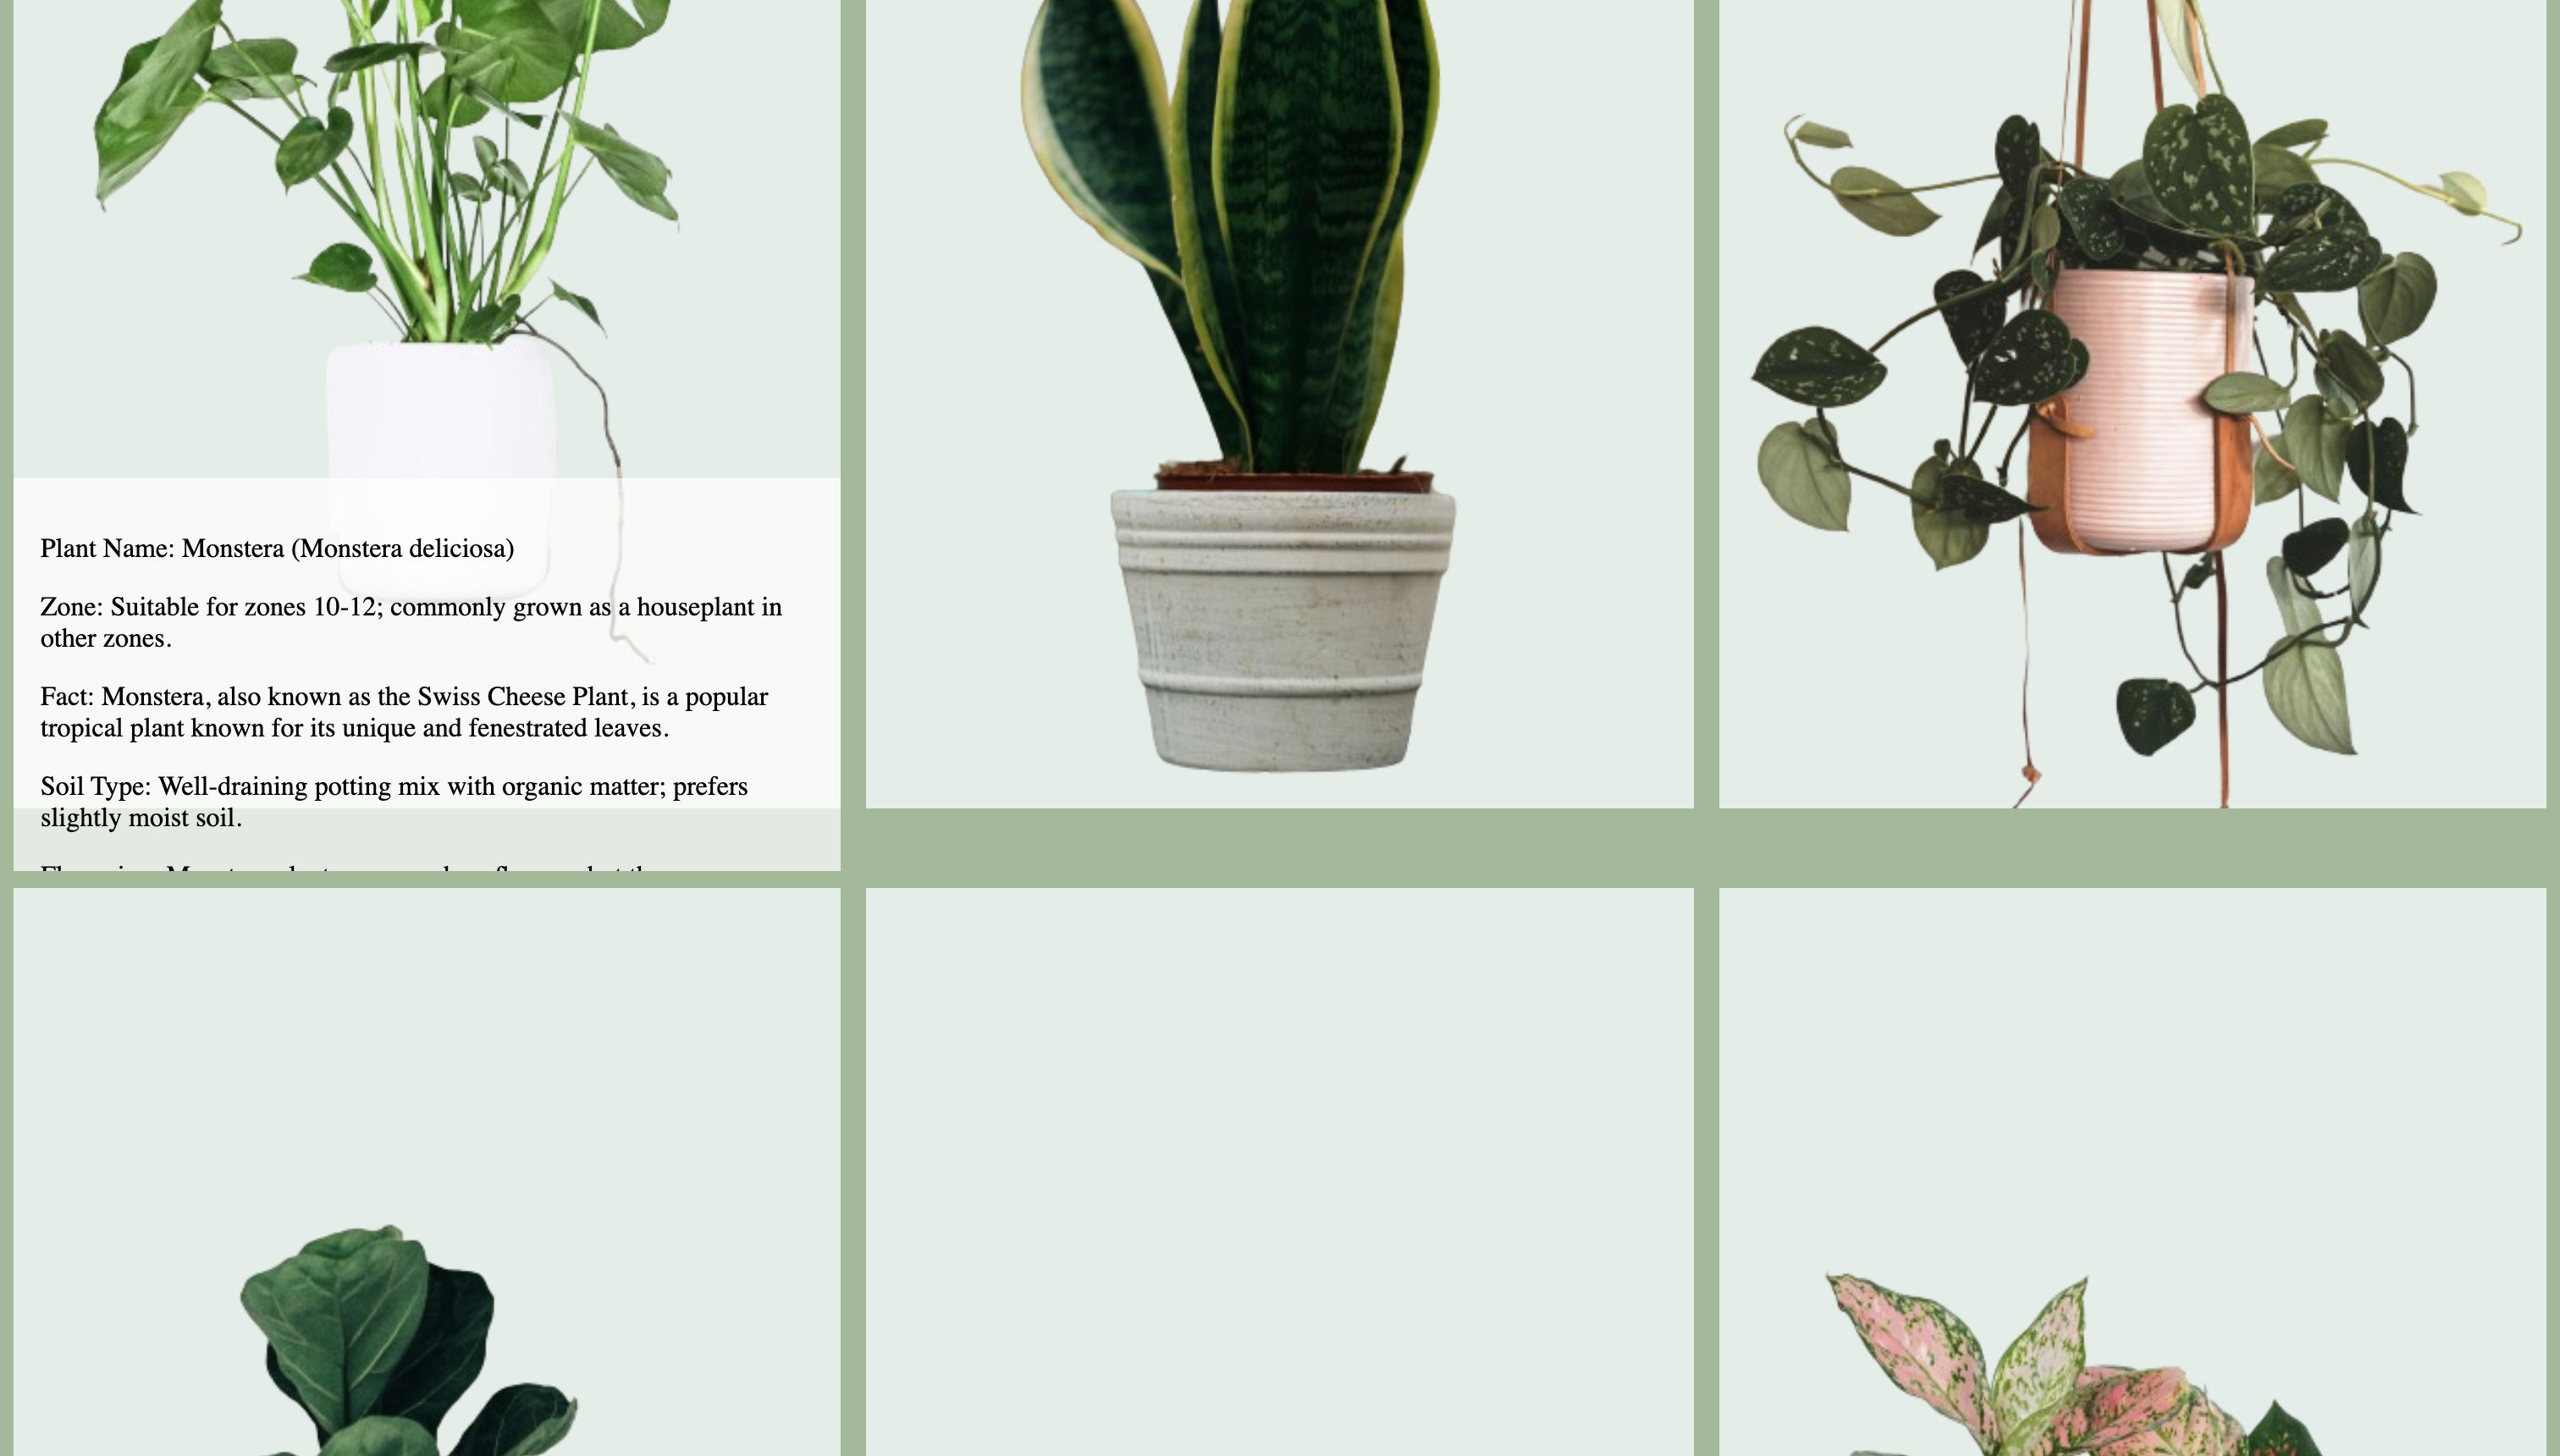 Plant Name: Monstera (Monstera deliciosa)
Zone: Suitable for zones 10-12; commonly grown as a houseplant in
other zones.
Fact: Monstera, also known as the Swiss Cheese Plant, is a popular
tropical plant known for its unique and fenestrated leaves.
Soil Type: Well-draining potting mix with organic matter; prefers
slightly moist soil.